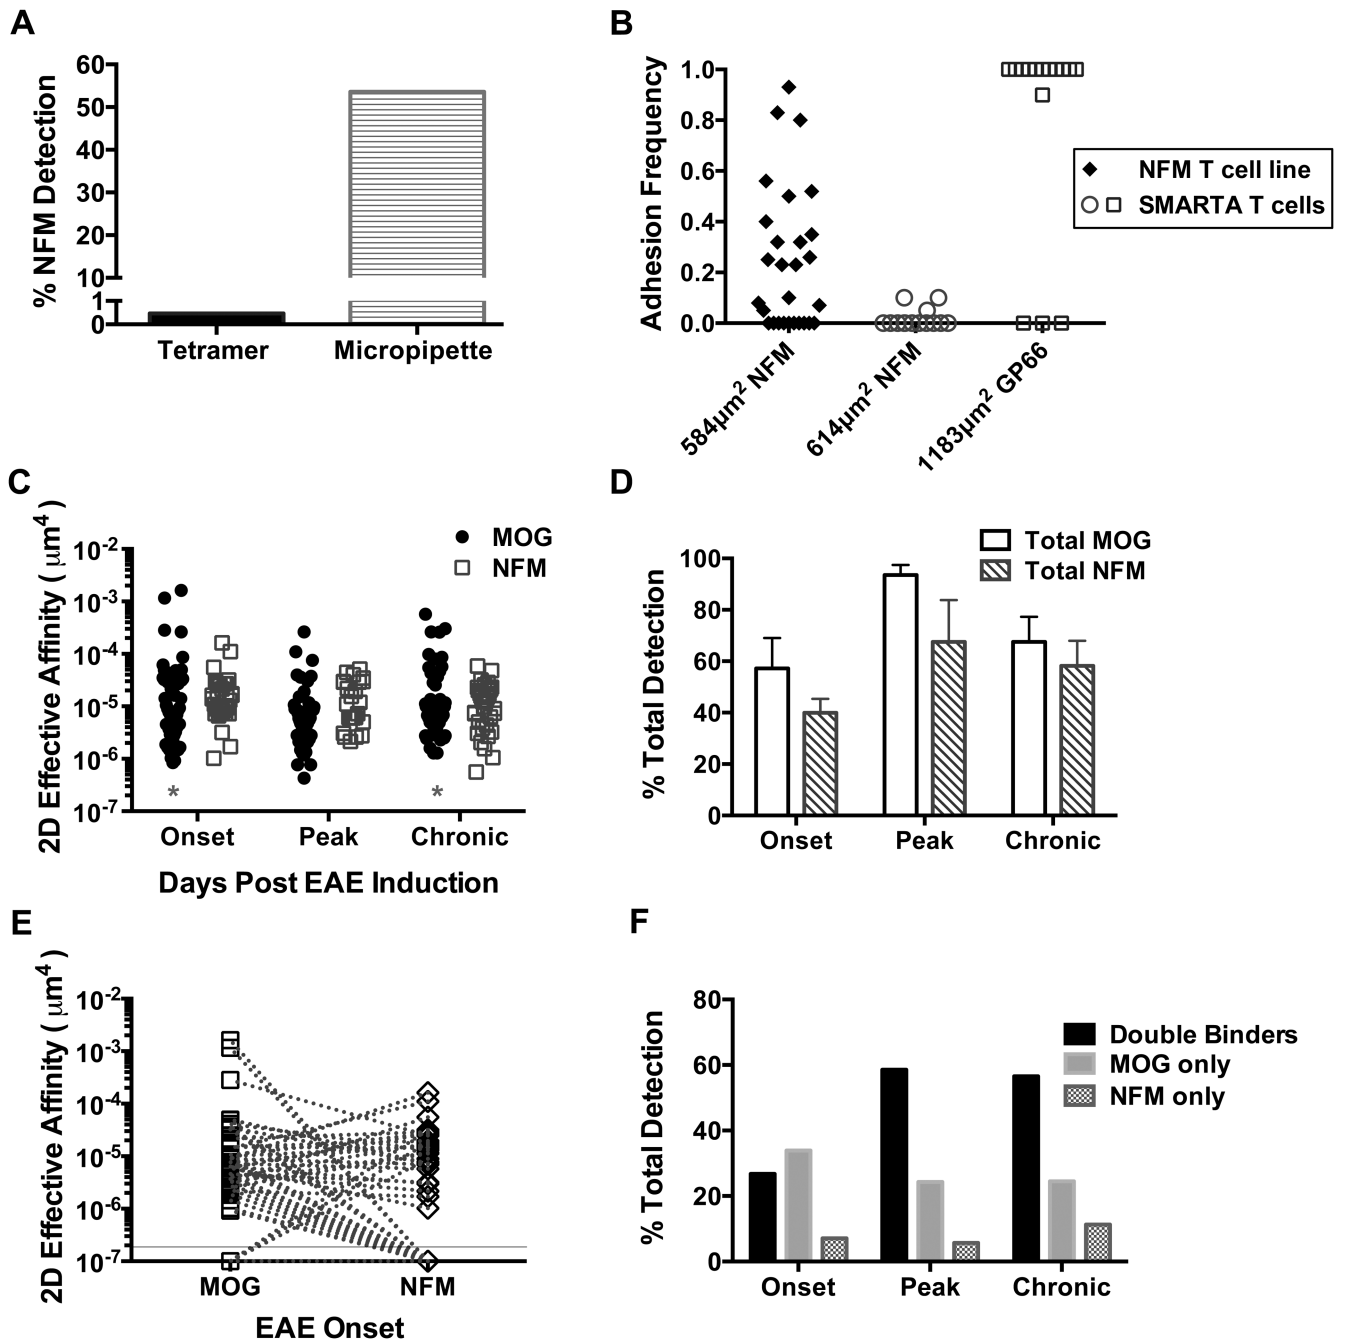 A
% NFM Detection
60
50
40
30
20
10
1
0
Tetramer
Micropipette
B
Adhesion Frequency
1.0
0.8
0.6
0.4
0.2
0.0
584µm² NFM
614µm² NFM
1183µm² GP66
NFM T cell line
SMARTA T cells
C
2D Effective Affinity ( µm⁴ )
10⁻²
10⁻³
10⁻⁴
10⁻⁵
10⁻⁶
10⁻⁷
MOG
NFM
*
*
Onset
Peak
Chronic
Days Post EAE Induction
D
% Total Detection
100
80
60
40
20
0
Total MOG
Total NFM
Onset
Peak
Chronic
E
2D Effective Affinity ( µm⁴ )
10⁻²
10⁻³
10⁻⁴
10⁻⁵
10⁻⁶
10⁻⁷
MOG
NFM
EAE Onset
F
% Total Detection
80
60
40
20
0
Double Binders
MOG only
NFM only
Onset
Peak
Chronic